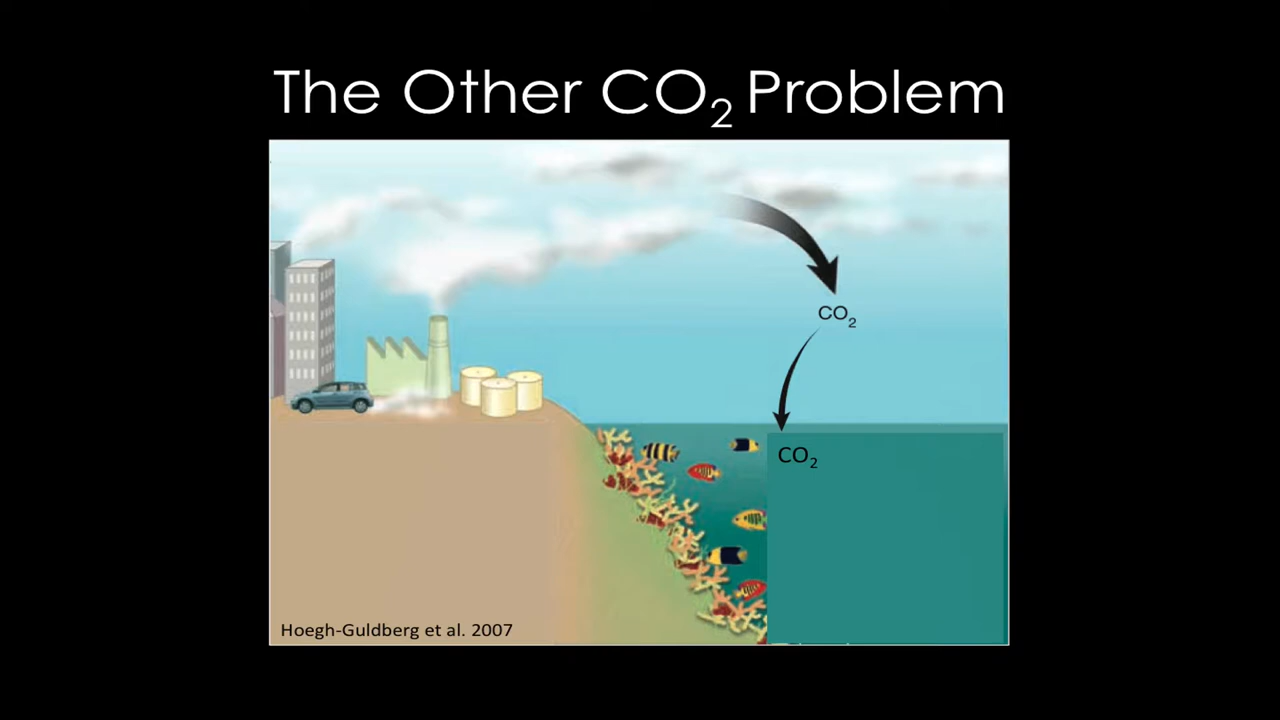 The Other CO₂ Problem
CO₂
CO₂
Hoegh-Guldberg et al. 2007